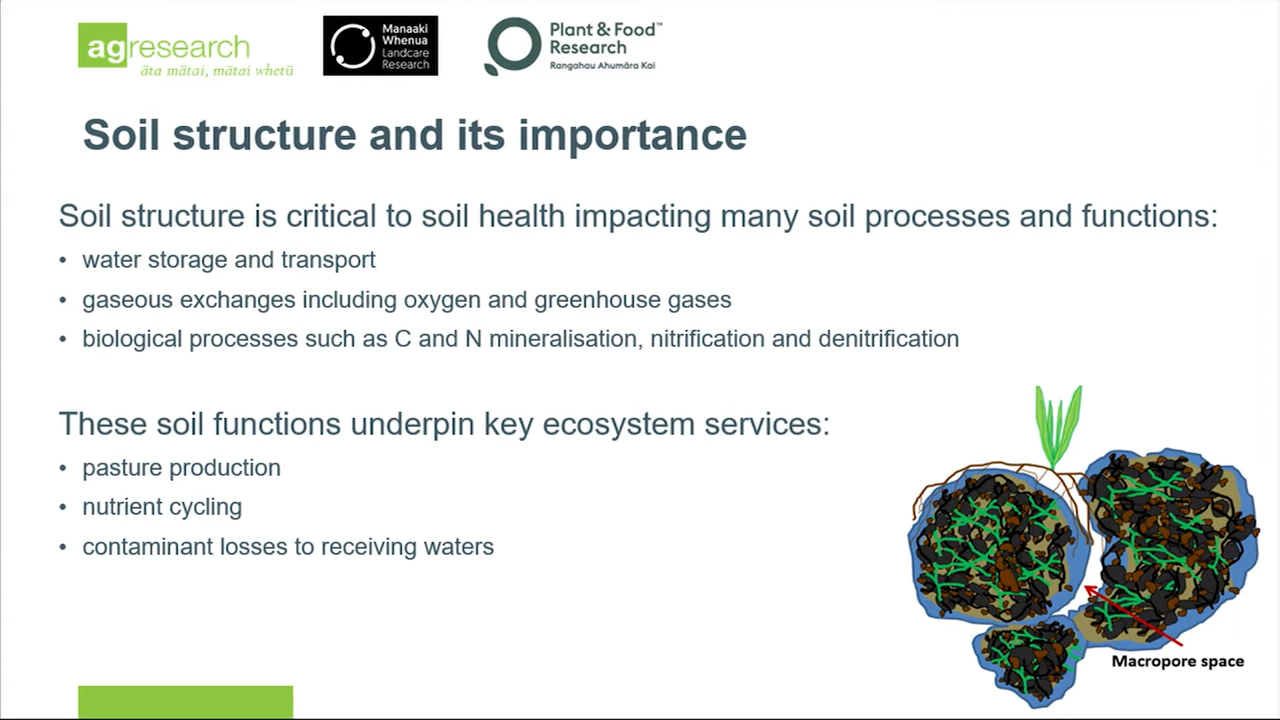 agresearch
āta mātai, mātai whetū
Manaaki
Whenua
Landcare
Research
Plant & Food™
Research
Rangahau Ahumāra Kai
Soil structure and its importance
Soil structure is critical to soil health impacting many soil processes and functions:
• water storage and transport
• gaseous exchanges including oxygen and greenhouse gases
• biological processes such as C and N mineralisation, nitrification and denitrification
These soil functions underpin key ecosystem services:
• pasture production
• nutrient cycling
• contaminant losses to receiving waters
Macropore space